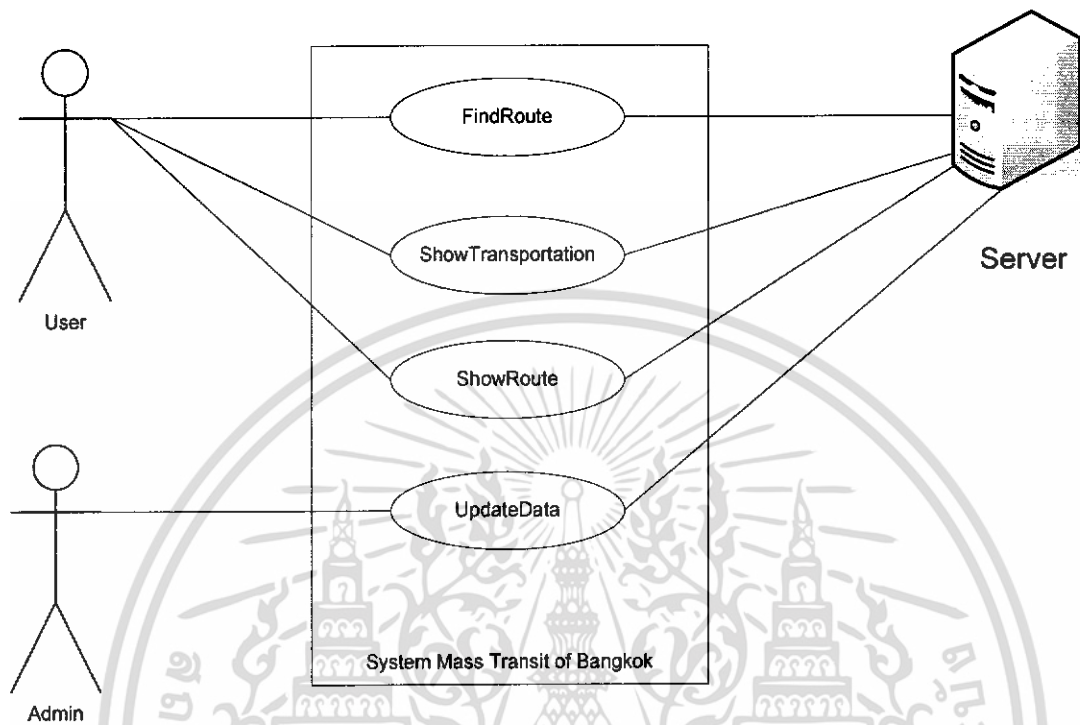 FindRoute
ShowTransportation
Server
User
ShowRoute
UpdateData
System Mass Transit of Bangkok
Admin